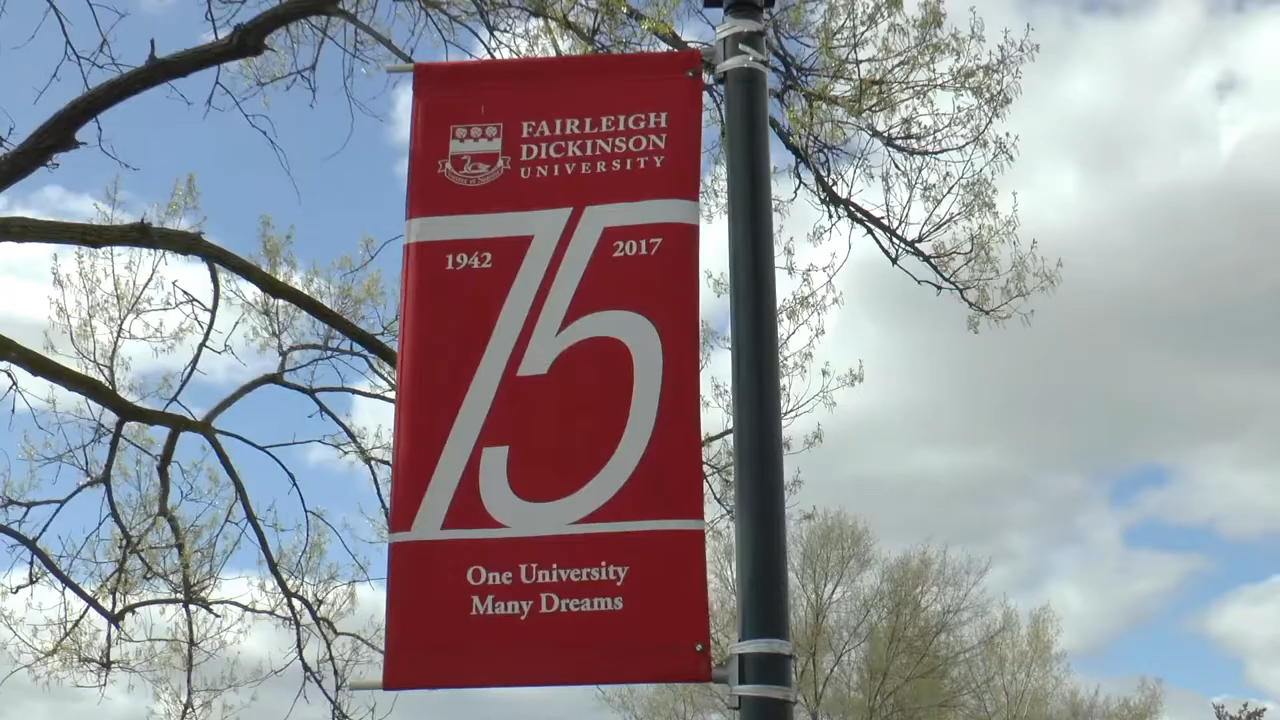 FAIRLEIGH
DICKINSON
UNIVERSITY
75
1942 2017
One University
Many Dreams